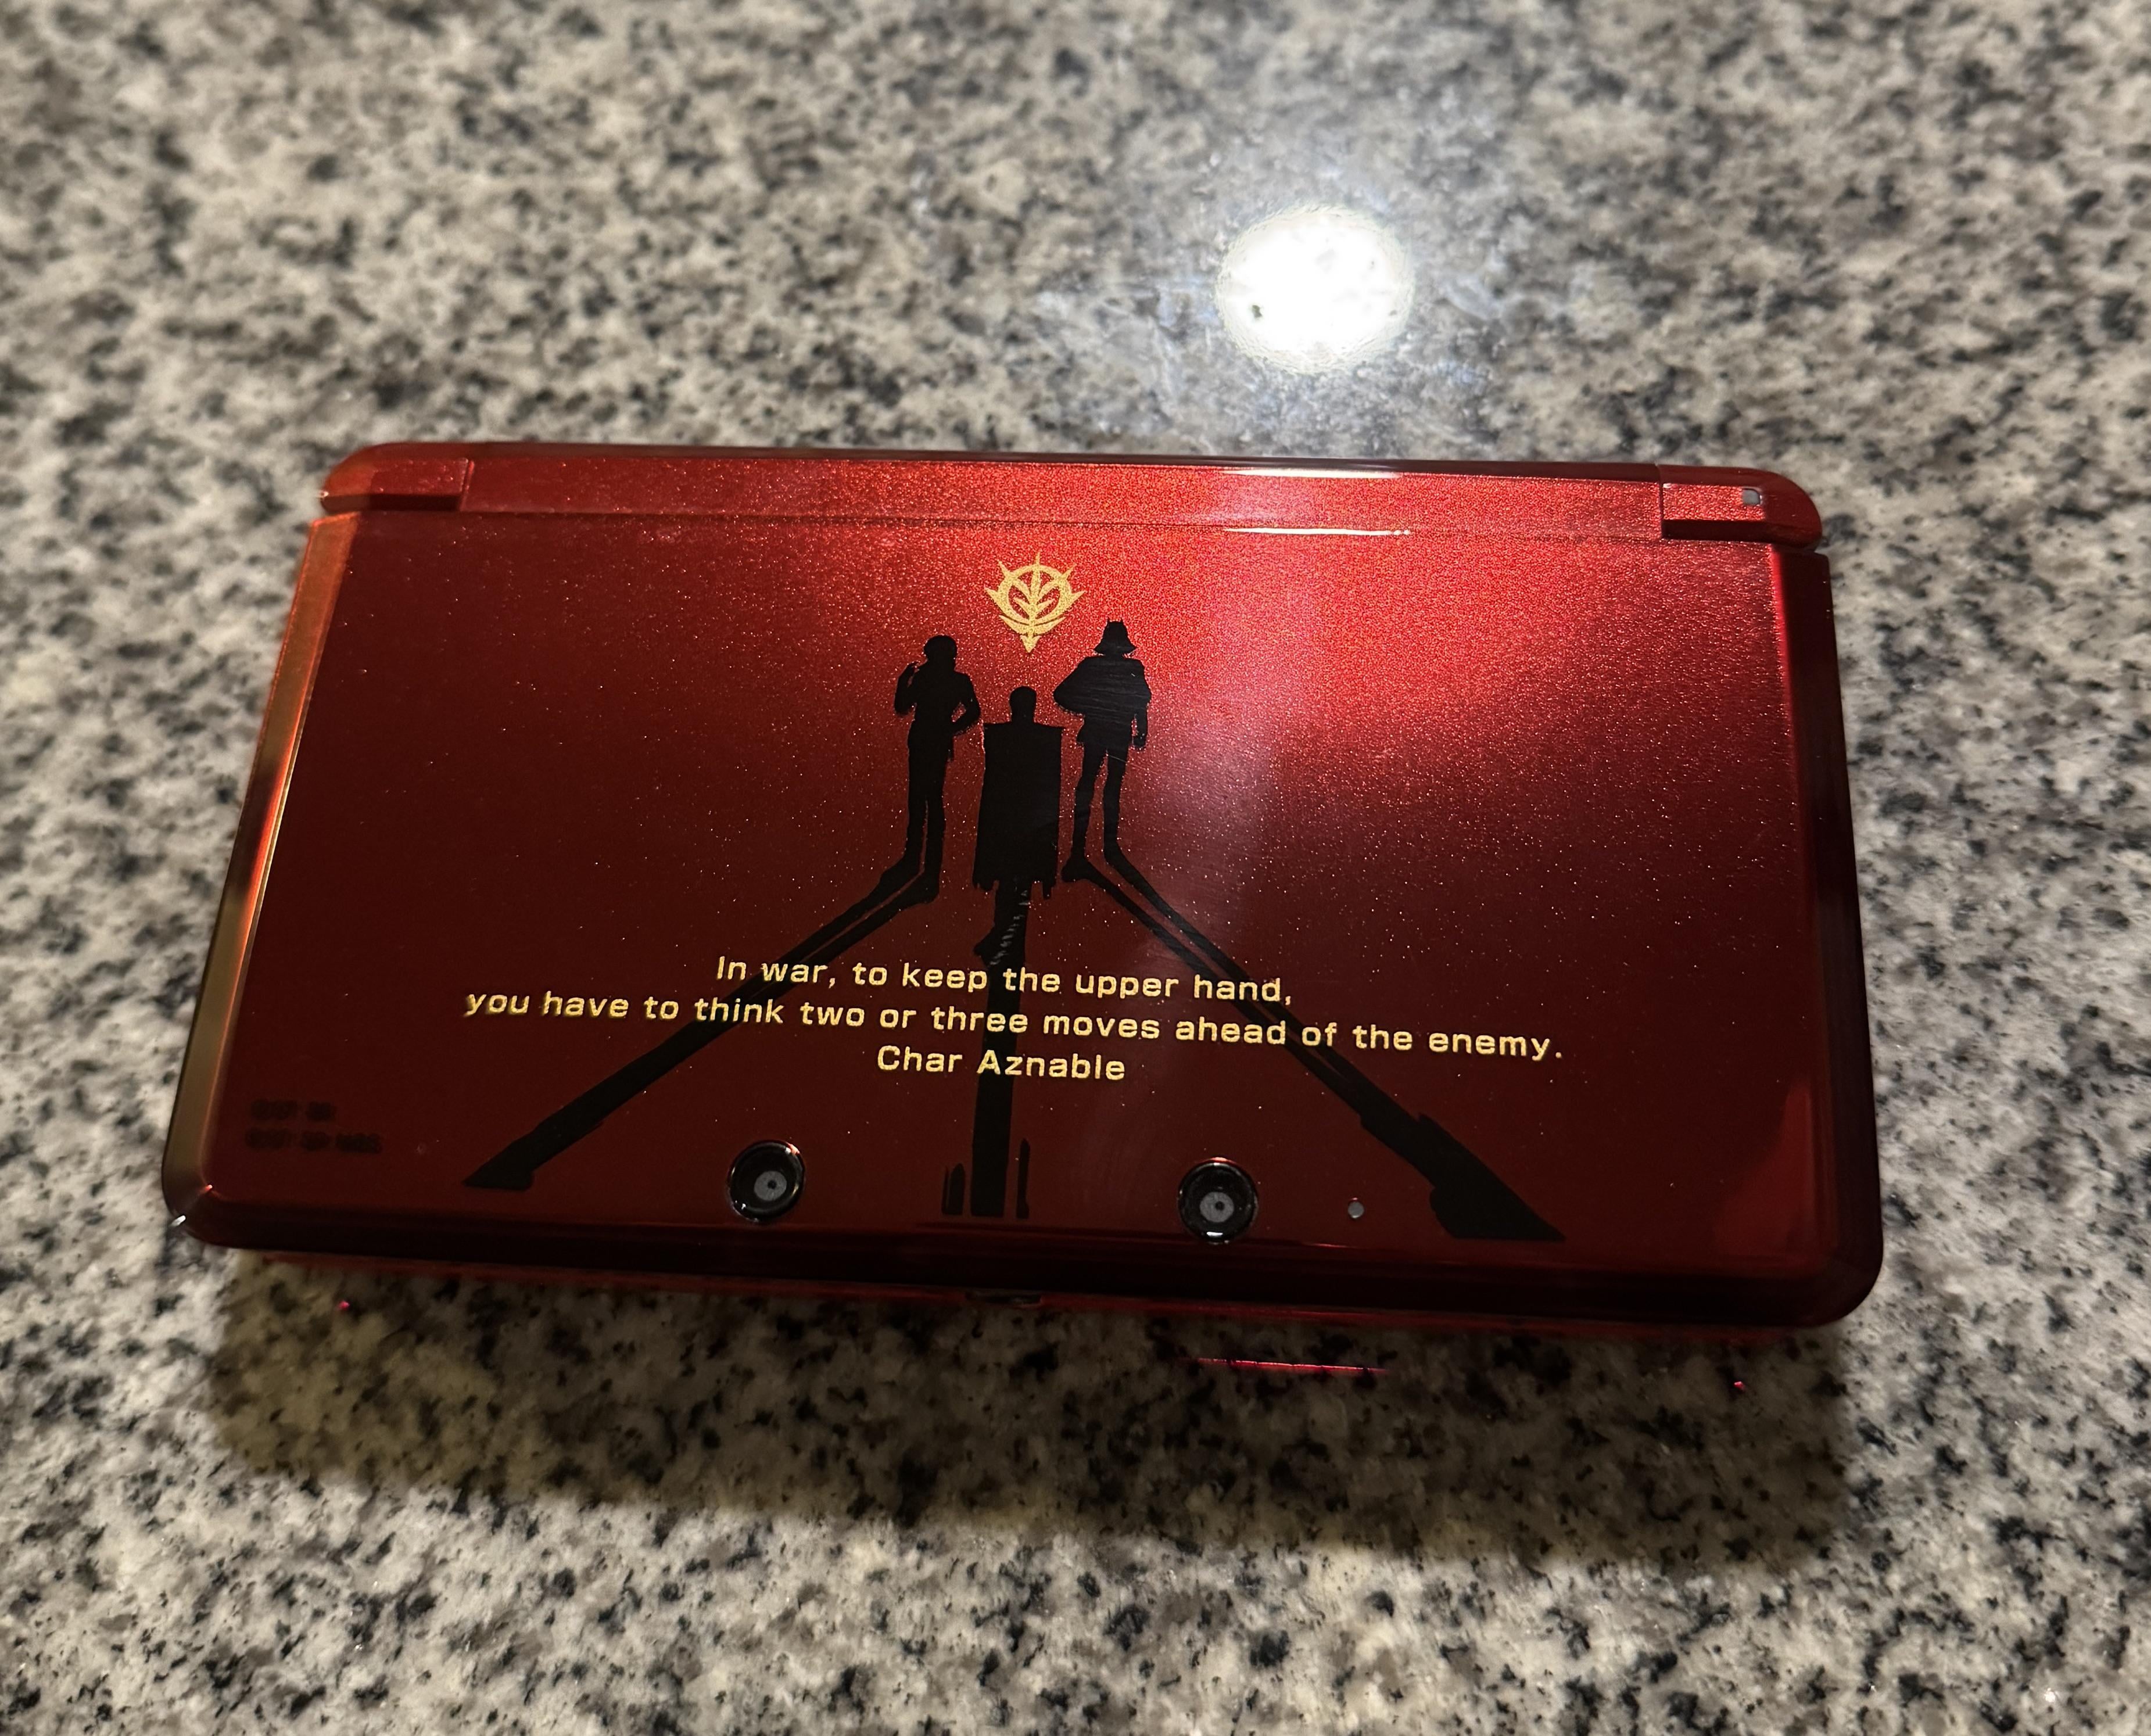 In war, to keep the upper hand,
you have to think two or three moves ahead of the enemy.
Char Aznable